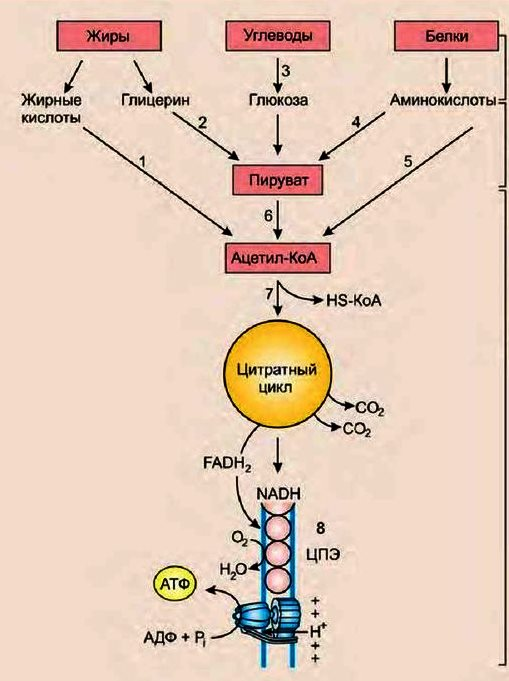 Жиры
Углеводы
Белки
3
Жирные
кислоты
Глицерин
Глюкоза
Аминокислоты
2
4
1
5
Пируват
6
Ацетил-КоА
7
HS-КоА
Цитратный
цикл
CO₂
CO₂
FADH₂
NADH
8
O₂
ЦПЭ
H₂O
АТФ
АДФ + Pᵢ
+
+
H⁺
+
+